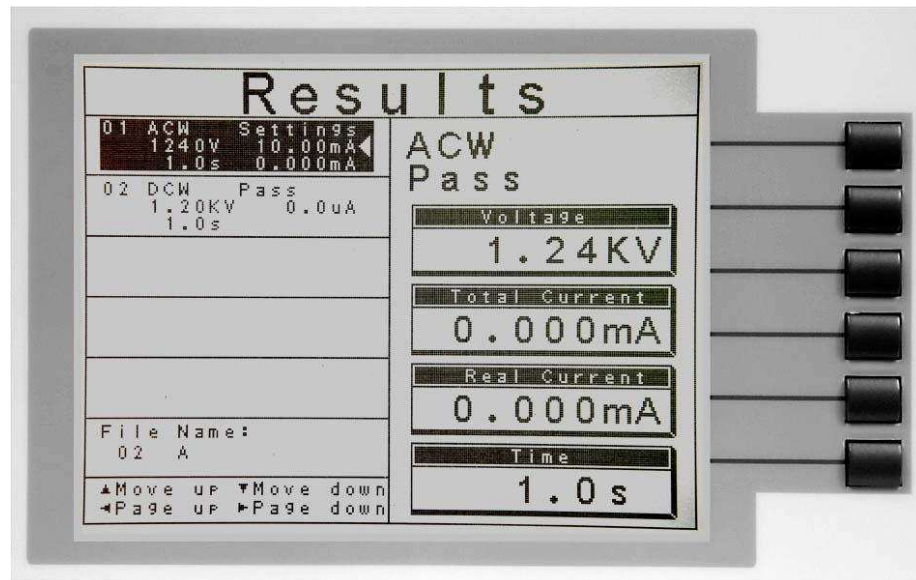 Results
01 ACW Settings
1240V 10.00mA
1.0s 0.000mA
02 DCW Pass
1.20KV 0.0uA
1.0s
File Name:
02 A
▲Move up ▼Move down
◄Page up ►Page down
ACW
Pass
Voltage
1.24KV
Total Current
0.000mA
Real Current
0.000mA
Time
1.0s